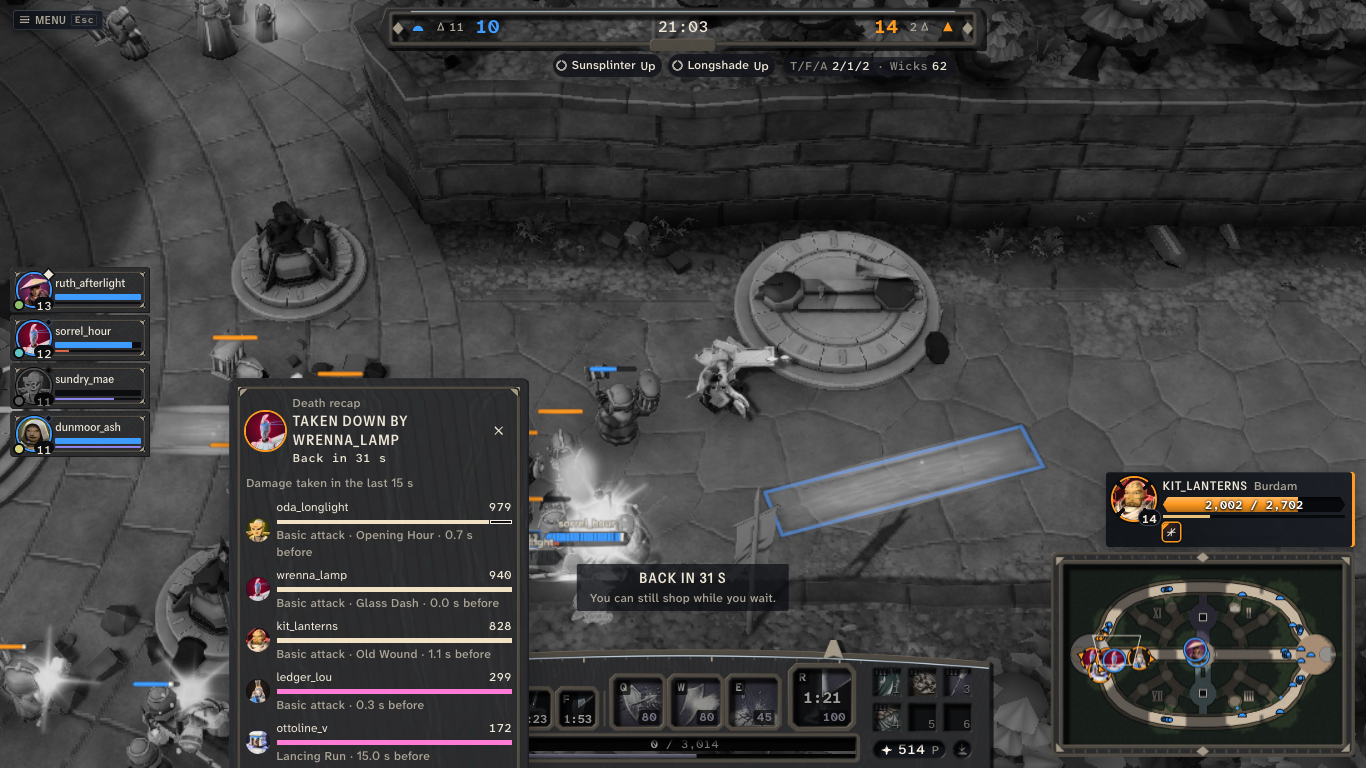 MENU Esc
11 10 21:03 14 2
Sunsplinter Up Longshade Up T/F/A 2/1/2 · Wicks 62
ruth_afterlight
13
sorrel_hour
12
sundry_mae
11
dunmoor_ash
11
Death recap
TAKEN DOWN BY
WRENNA_LAMP
Back in 31 s
Damage taken in the last 15 s
oda_longlight 979
Basic attack · Opening Hour · 0.7 s
before
wrenna_lamp 940
Basic attack · Glass Dash · 0.0 s before
kit_lanterns 828
Basic attack · Old Wound · 1.1 s before
ledger_lou 299
Basic attack · 0.3 s before
ottoline_v 172
Lancing Run · 15.0 s before
sorrel_hour
BACK IN 31 S
You can still shop while you wait.
KIT_LANTERNS Burdam
2,002 / 2,702
14
XI II
VII IIII
:23
F 1:53
Q 80
W 80
E 45
R 1:21 100
1 3
5 6
0 / 3,014
514 P